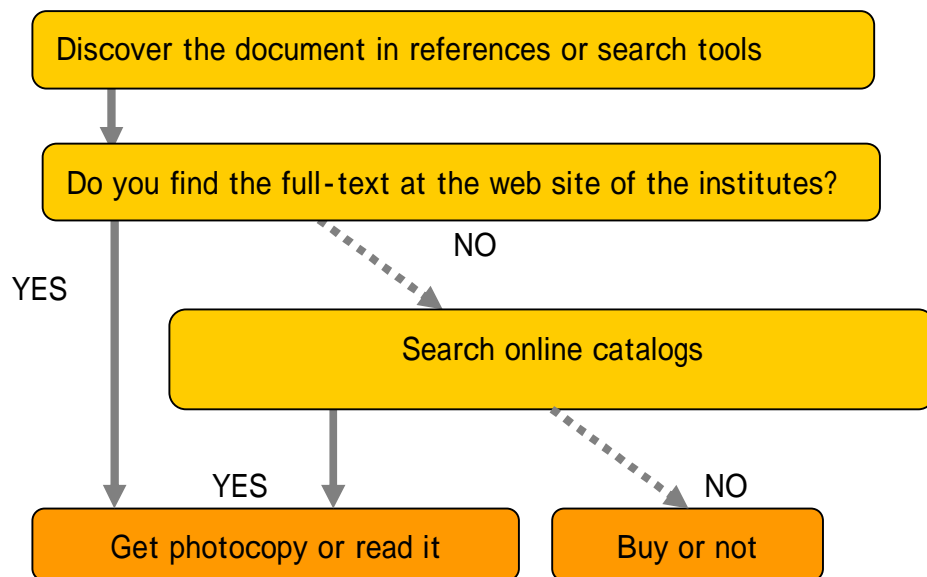 Discover the document in references or search tools
Do you find the full-text at the web site of the institutes?
NO
YES
Search online catalogs
YES
NO
Get photocopy or read it
Buy or not